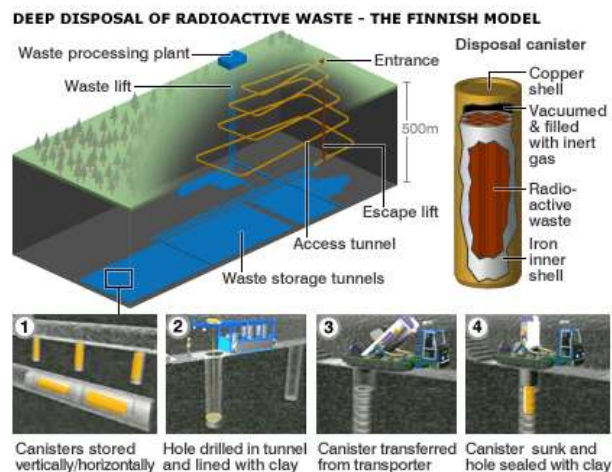 DEEP DISPOSAL OF RADIOACTIVE WASTE - THE FINNISH MODEL
Waste processing plant
Entrance
Waste lift
500m
Escape lift
Access tunnel
Waste storage tunnels
Disposal canister
Copper
shell
Vacuumed
& filled
with inert
gas
Radio-
active
waste
Iron
inner
shell
1
Canisters stored
vertically/horizontally
2
Hole drilled in tunnel
and lined with clay
3
Canister transferred
from transporter
4
Canister sunk and
hole sealed with clay